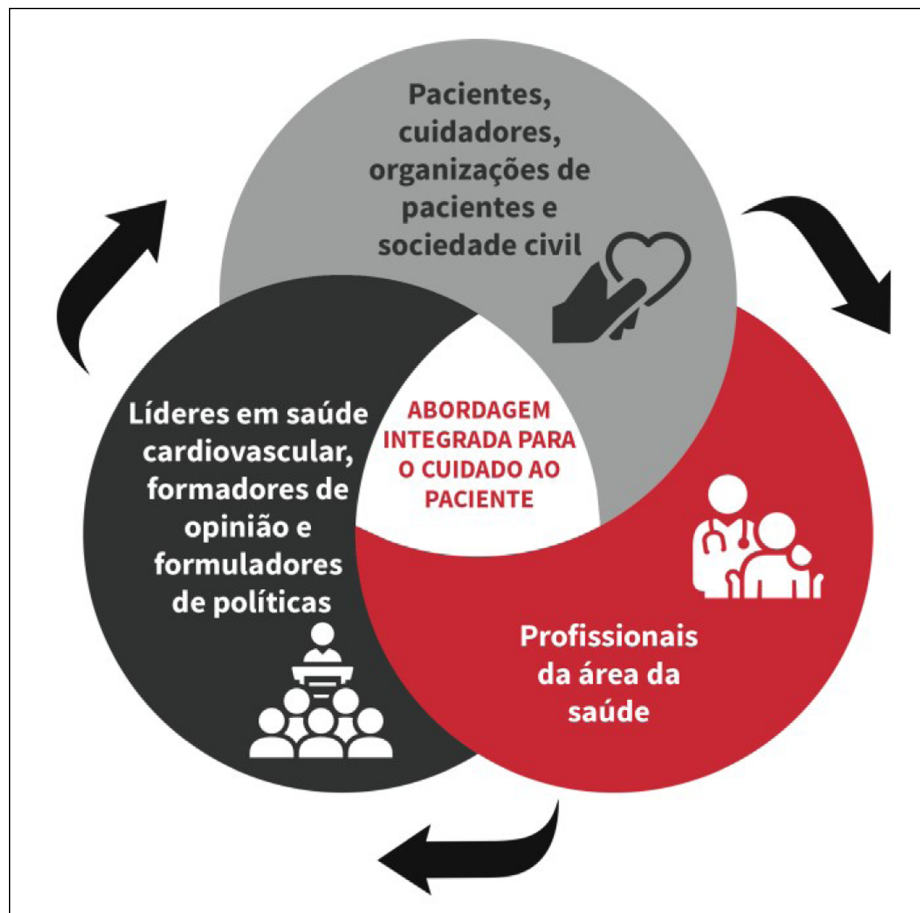 Pacientes,
cuidadores,
organizações de
pacientes e
sociedade civil
Líderes em saúde
cardiovascular,
formadores de
opinião e
formuladores
de políticas
ABORDAGEM
INTEGRADA PARA
O CUIDADO AO
PACIENTE
Profissionais
da área da
saúde